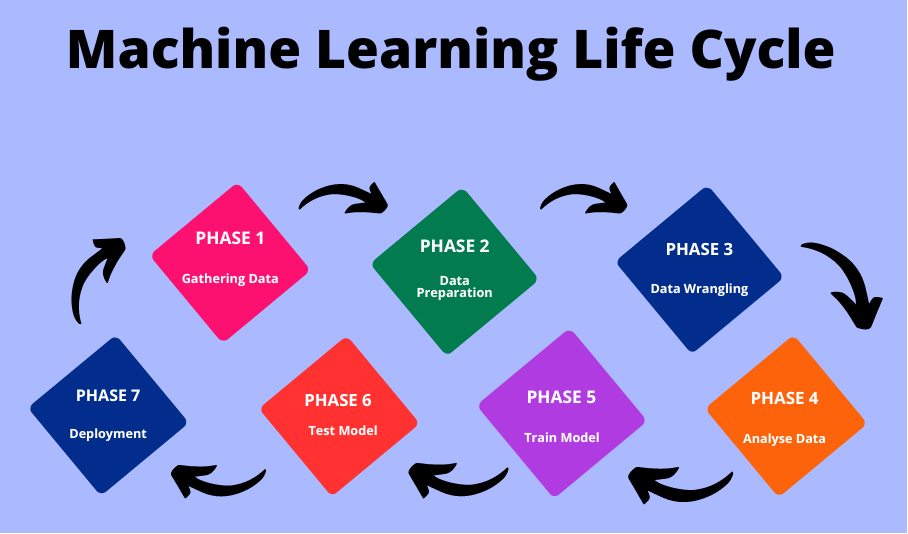 Machine Learning Life Cycle
PHASE 1
Gathering Data
PHASE 2
Data
Preparation
PHASE 3
Data Wrangling
PHASE 4
Analyse Data
PHASE 5
Train Model
PHASE 6
Test Model
PHASE 7
Deployment